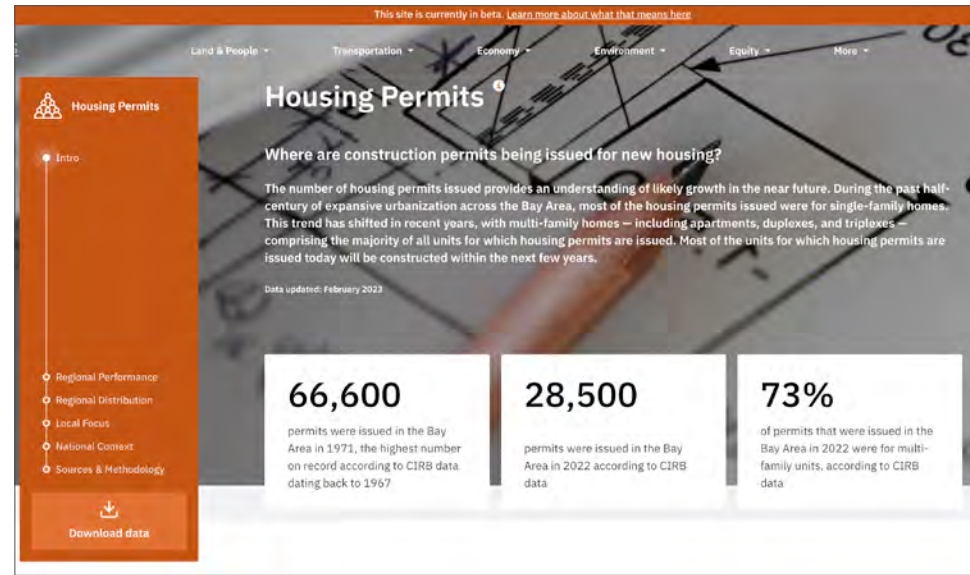 This site is currently in beta. Learn more about what that means here
Land & People
Transportation
Economy
Environment
Equity
More
Housing Permits
Intro
Regional Performance
Regional Distribution
Local Focus
National Context
Sources & Methodology
Download data
Housing Permits
Where are construction permits being issued for new housing?
The number of housing permits issued provides an understanding of likely growth in the near future. During the past half-
century of expansive urbanization across the Bay Area, most of the housing permits issued were for single-family homes.
This trend has shifted in recent years, with multi-family homes — including apartments, duplexes, and triplexes —
comprising the majority of all units for which housing permits are issued. Most of the units for which housing permits are
issued today will be constructed within the next few years.
Data updated: February 2023
66,600
permits were issued in the Bay
Area in 1971, the highest number
on record according to CIRB data
dating back to 1967
28,500
permits were issued in the Bay
Area in 2022 according to CIRB
data
73%
of permits that were issued in the
Bay Area in 2022 were for multi-
family units, according to CIRB
data